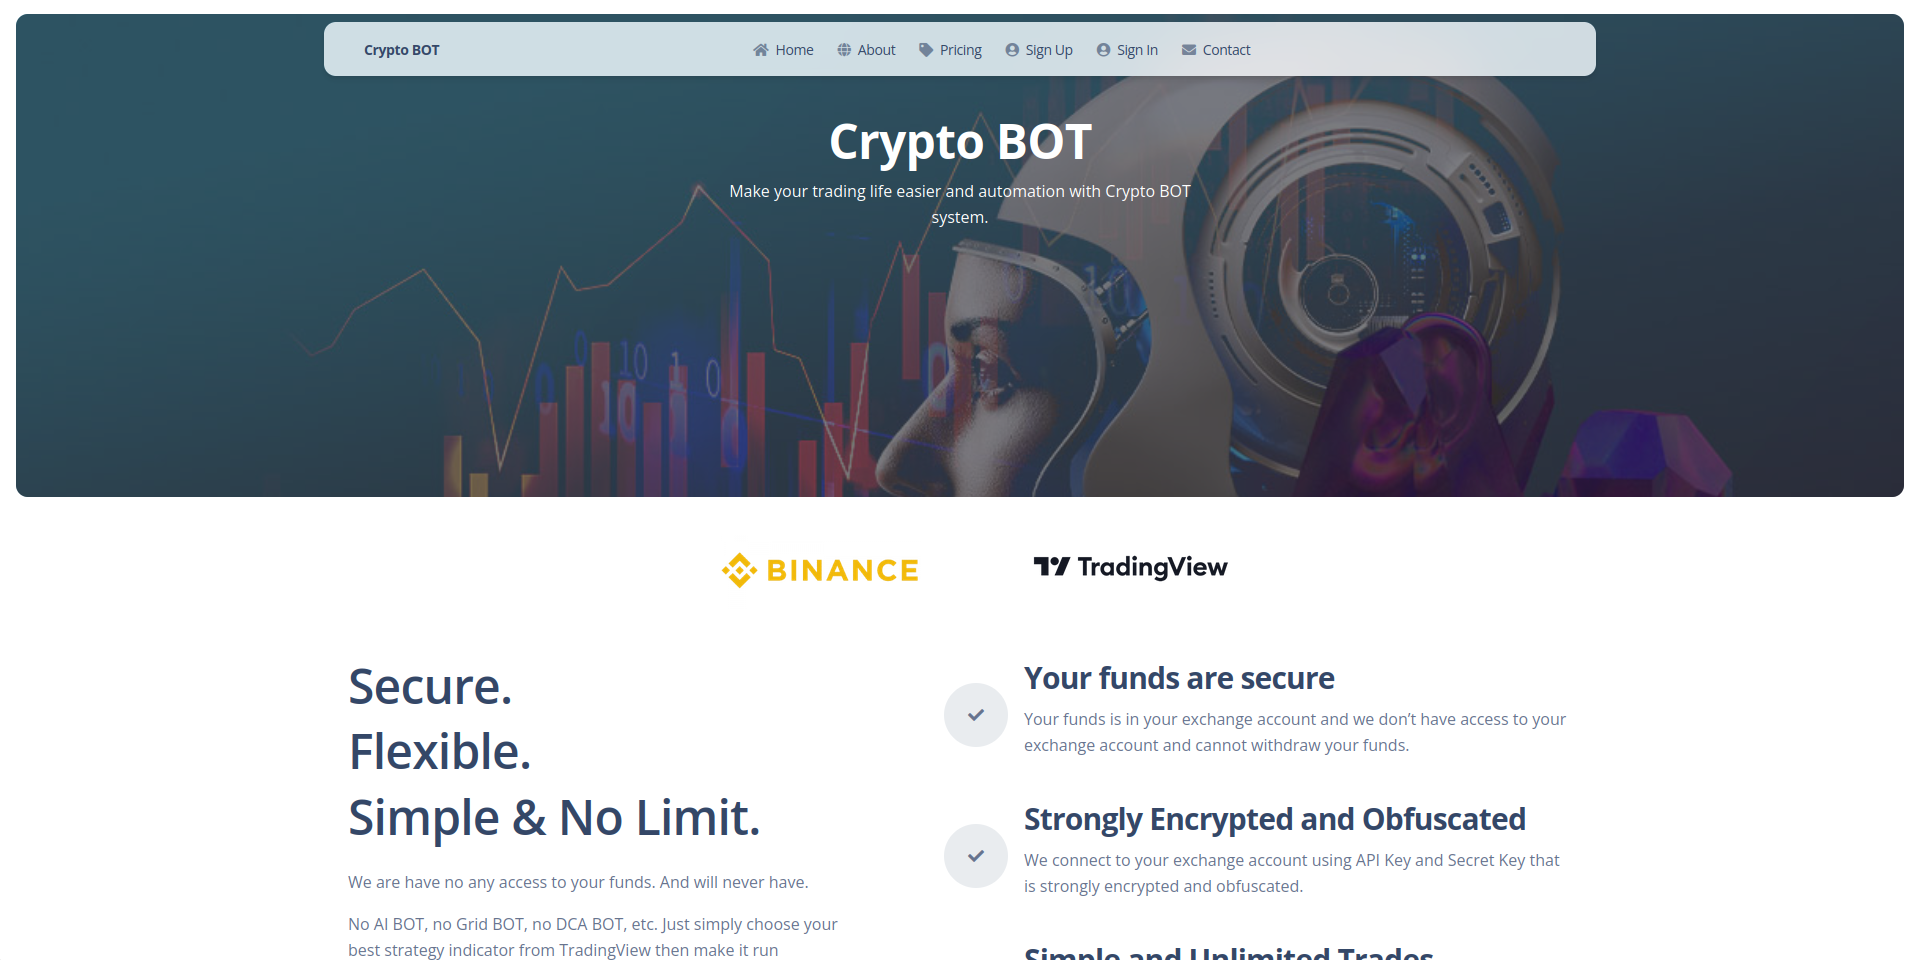 Crypto BOT
Home
About
Pricing
Sign Up
Sign In
Contact
Crypto BOT
Make your trading life easier and automation with Crypto BOT
system.
BINANCE
TradingView
Secure.
Flexible.
Simple & No Limit.
We are have no any access to your funds. And will never have.
No AI BOT, no Grid BOT, no DCA BOT, etc. Just simply choose your
best strategy indicator from TradingView then make it run
Your funds are secure
Your funds is in your exchange account and we don’t have access to your
exchange account and cannot withdraw your funds.
Strongly Encrypted and Obfuscated
We connect to your exchange account using API Key and Secret Key that
is strongly encrypted and obfuscated.
Simple and Unlimited Trades